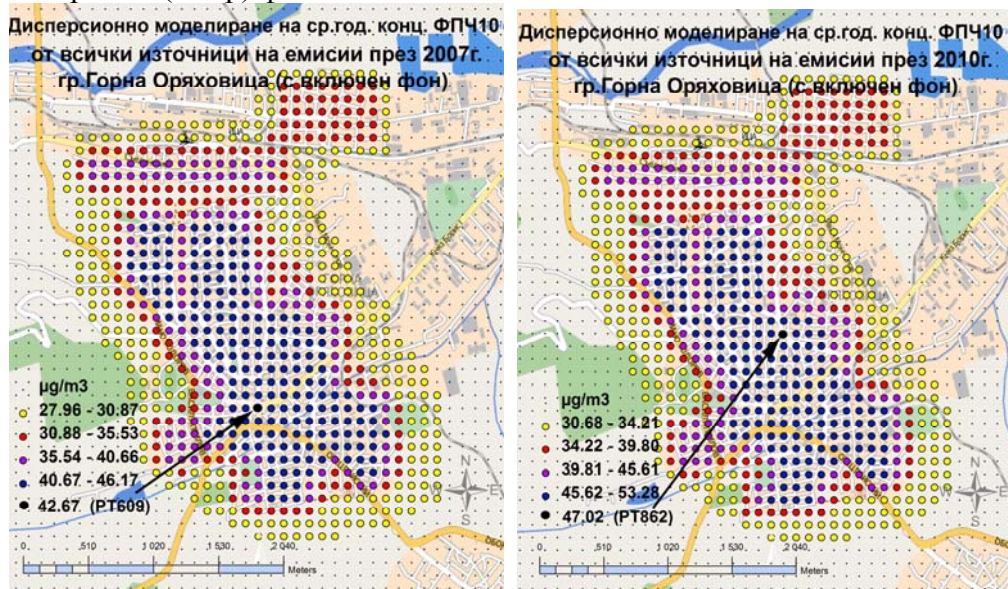 Дисперсионно моделиране на ср.год. конц. ФПЧ10
от всички източници на емисии през 2007г.
гр.Горна Оряховица (с включен фон)
µg/m3
27.96 - 30.87
30.88 - 35.53
35.54 - 40.66
40.67 - 46.17
42.67 (РТ609)
N
W E
S
0 510 1 020 1 530 2 040
Meters
Дисперсионно моделиране на ср.год. конц. ФПЧ10
от всички източници на емисии през 2010г.
гр.Горна Оряховица (с включен фон)
µg/m3
30.68 - 34.21
34.22 - 39.80
39.81 - 45.61
45.62 - 53.28
47.02 (РТ862)
N
W E
S
0 510 1 020 1 530 2 040
Meters